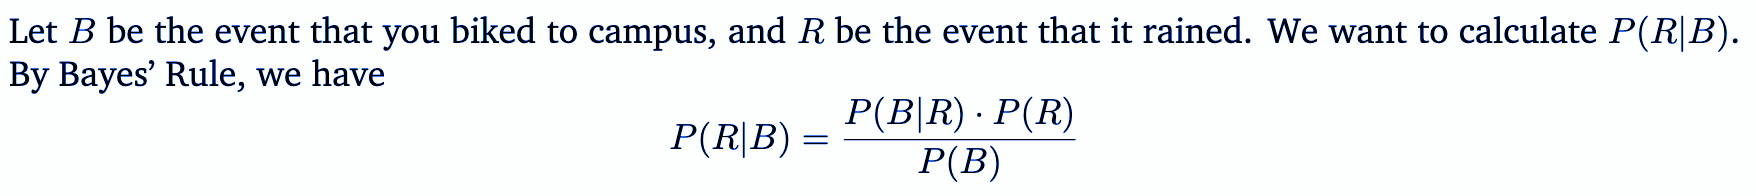 Let B be the event that you biked to campus, and R be the event that it rained. We want to calculate P(R|B).
By Bayes’ Rule, we have
P(R|B) = \frac{P(B|R) · P(R)}{P(B)}